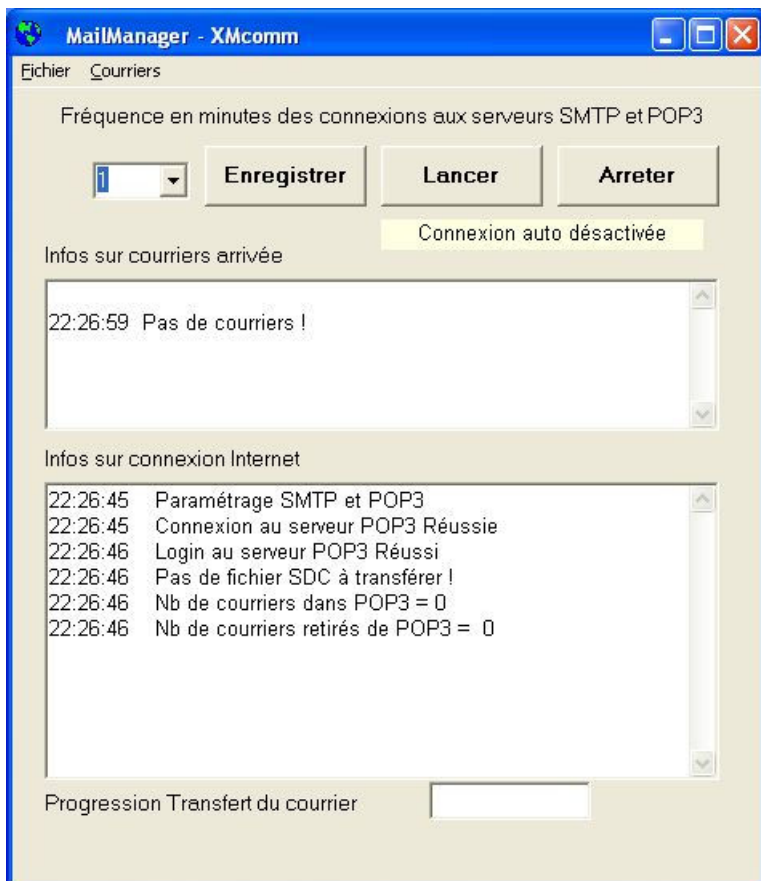 MailManager - XMcomm
Fichier Courriers
Fréquence en minutes des connexions aux serveurs SMTP et POP3
1 Enregistrer Lancer Arreter
Connexion auto désactivée
Infos sur courriers arrivée
22:26:59 Pas de courriers !
Infos sur connexion Internet
22:26:45 Paramétrage SMTP et POP3
22:26:45 Connexion au serveur POP3 Réussie
22:26:46 Login au serveur POP3 Réussi
22:26:46 Pas de fichier SDC à transférer !
22:26:46 Nb de courriers dans POP3 = 0
22:26:46 Nb de courriers retirés de POP3 = 0
Progression Transfert du courrier